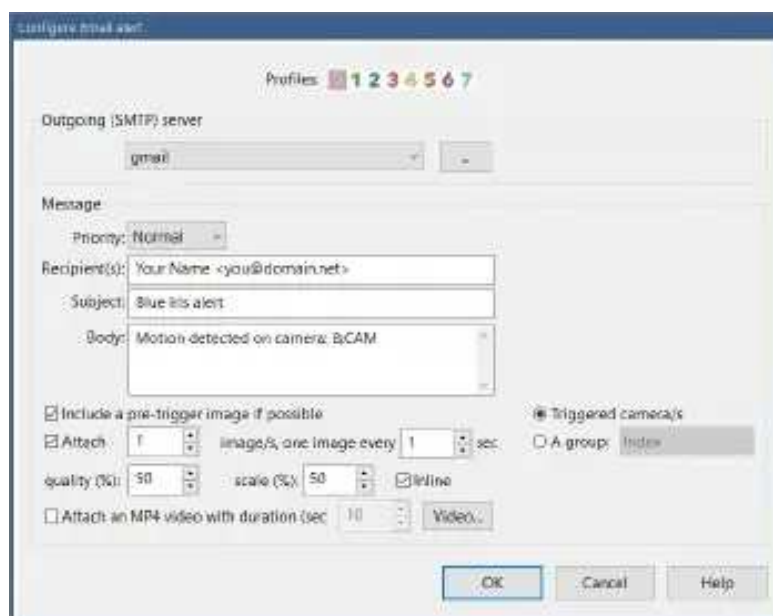 Configure email alert
Profiles 1 2 3 4 5 6 7
Outgoing (SMTP) server
gmail
Message
Priority: Normal
Recipient(s): Your Name <you@domain.net>
Subject: Blue Iris alert
Body: Motion detected on camera: &CAM
Include a pre-trigger image if possible
Triggered camera/s
Attach 1 image/s, one image every 1 sec
A group: Index
quality (%): 50 scale (%): 50 Inline
Attach an MP4 video with duration (sec 10 Video...
OK Cancel Help